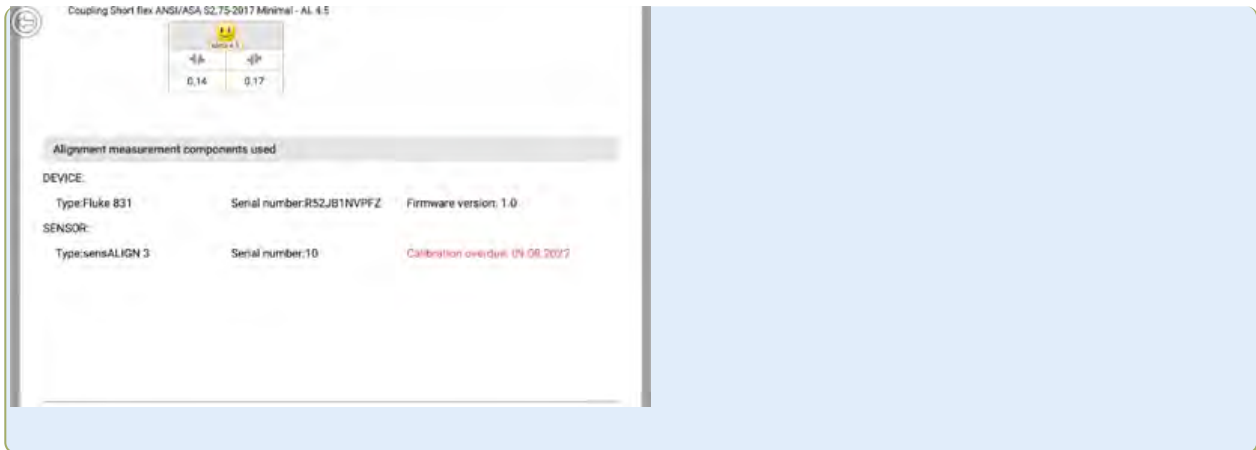 Coupling Short flex ANSI/ASA S2.75-2017 Minimal - AL 4.5
0.14 0.17
Alignment measurement components used
DEVICE:
Type:Fluke 831 Serial number:R52JB1NVPFZ Firmware version: 1.0
SENSOR:
Type:sensALIGN 3 Serial number:10 Calibration overdue: 09.08.2022